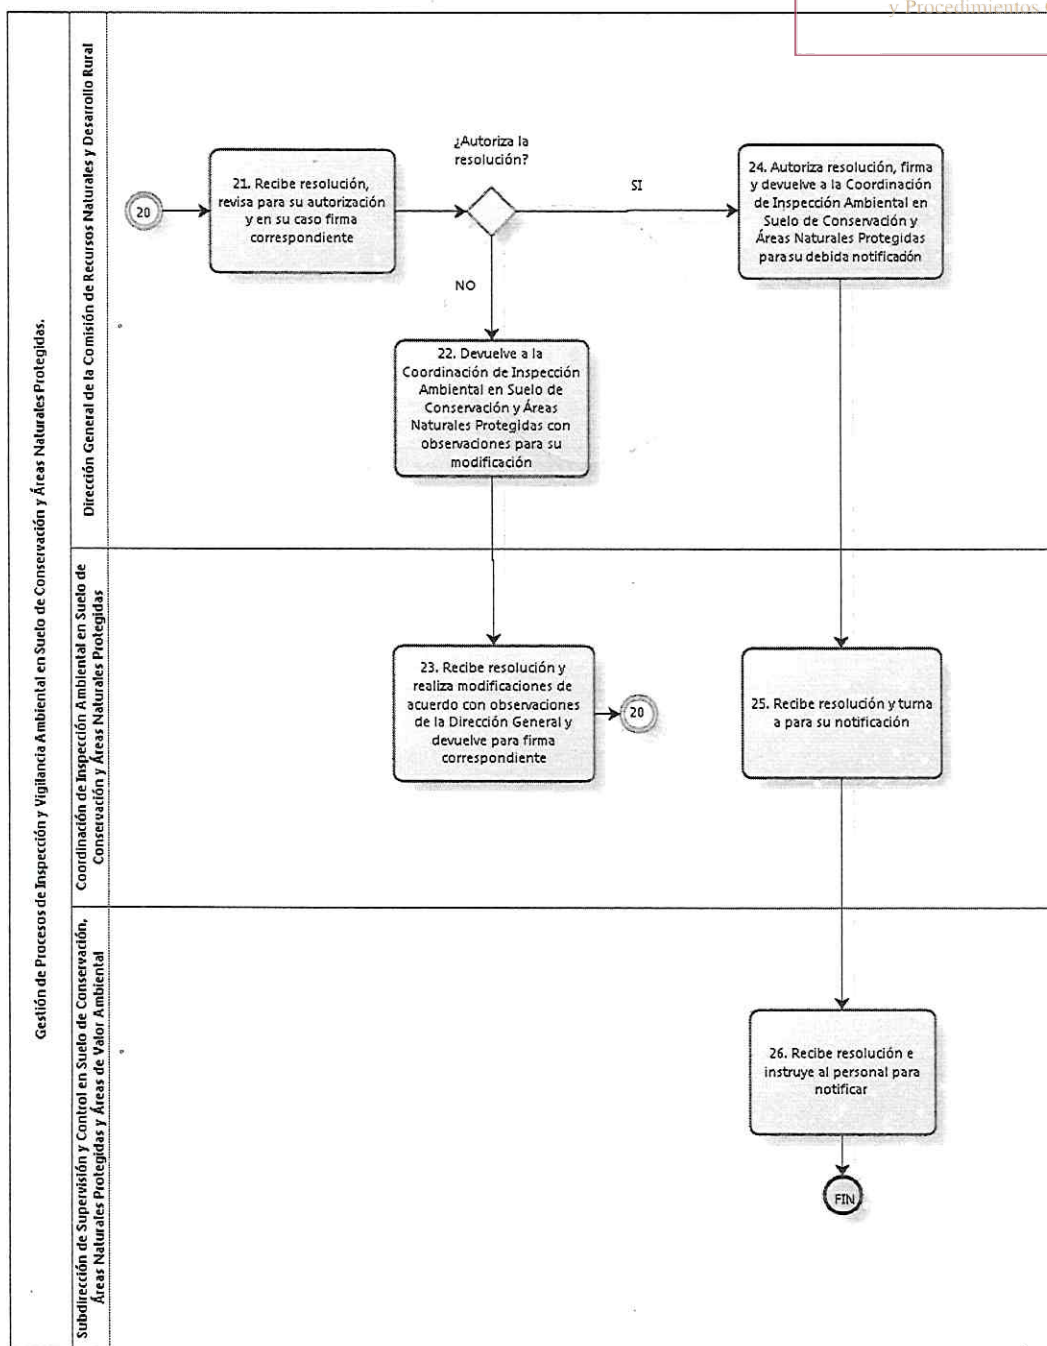 y Procedimientos
Gestión de Procesos de Inspección y Vigilancia Ambiental en Suelo de Conservación y Áreas Naturales Protegidas.
Dirección General de la Comisión de Recursos Naturales y Desarrollo Rural
20
21. Recibe resolución,
revisa para su autorización
y en su caso firma
correspondiente
¿Autoriza la
resolución?
SI
NO
24. Autoriza resolución, firma
y devuelve a la Coordinación
de Inspección Ambiental en
Suelo de Conservación y
Áreas Naturales Protegidas
para su debida notificación
22. Devuelve a la
Coordinación de Inspección
Ambiental en Suelo de
Conservación y Áreas
Naturales Protegidas con
observaciones para su
modificación
Coordinación de Inspección Ambiental en Suelo de
Conservación y Áreas Naturales Protegidas
23. Recibe resolución y
realiza modificaciones de
acuerdo con observaciones
de la Dirección General y
devuelve para firma
correspondiente
20
25. Recibe resolución y turna
a para su notificación
Subdirección de Supervisión y Control en Suelo de Conservación,
Áreas Naturales Protegidas y Áreas de Valor Ambiental
26. Recibe resolución e
instruye al personal para
notificar
FIN